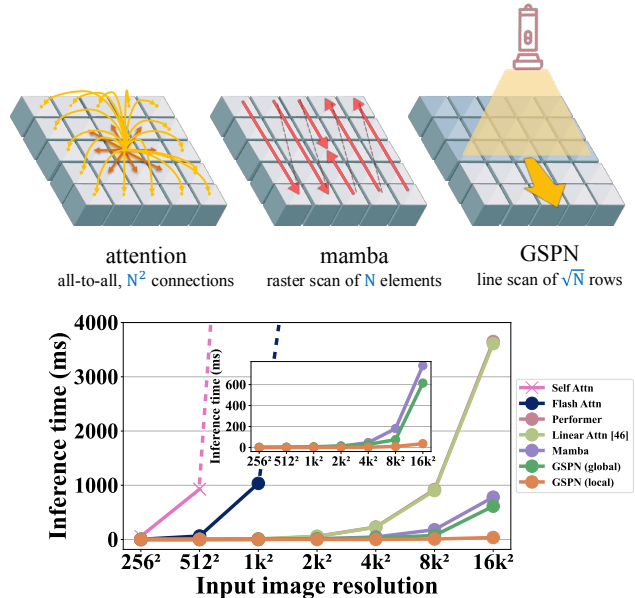 attention
all-to-all, N² connections
mamba
raster scan of N elements
GSPN
line scan of √N rows
Inference time (ms)
4000
3000
2000
1000
0
256² 512² 1k² 2k² 4k² 8k² 16k²
Input image resolution
Inference time (ms)
600
400
200
0
256² 512² 1k² 2k² 4k² 8k² 16k²
Self Attn
Flash Attn
Performer
Linear Attn [46]
Mamba
GSPN (global)
GSPN (local)